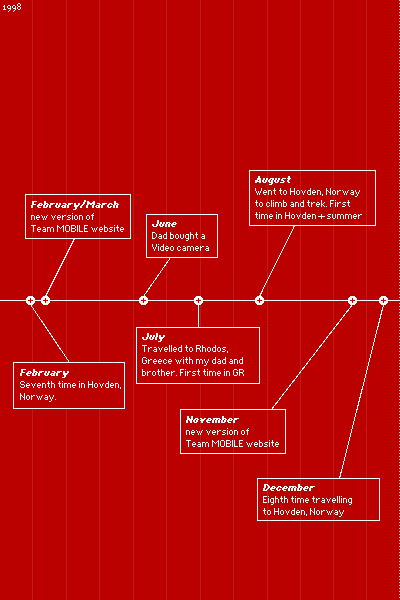 1998
August
Went to Hovden, Norway
to climb and trek. First
time in Hovden + summer
February/March
new version of
Team MOBILE website
June
Dad bought a
Video camera
July
Travelled to Rhodos,
Greece with my dad and
brother. First time in GR
February
Seventh time in Hovden,
Norway.
November
new version of
Team MOBILE website
December
Eighth time travelling
to Hovden, Norway